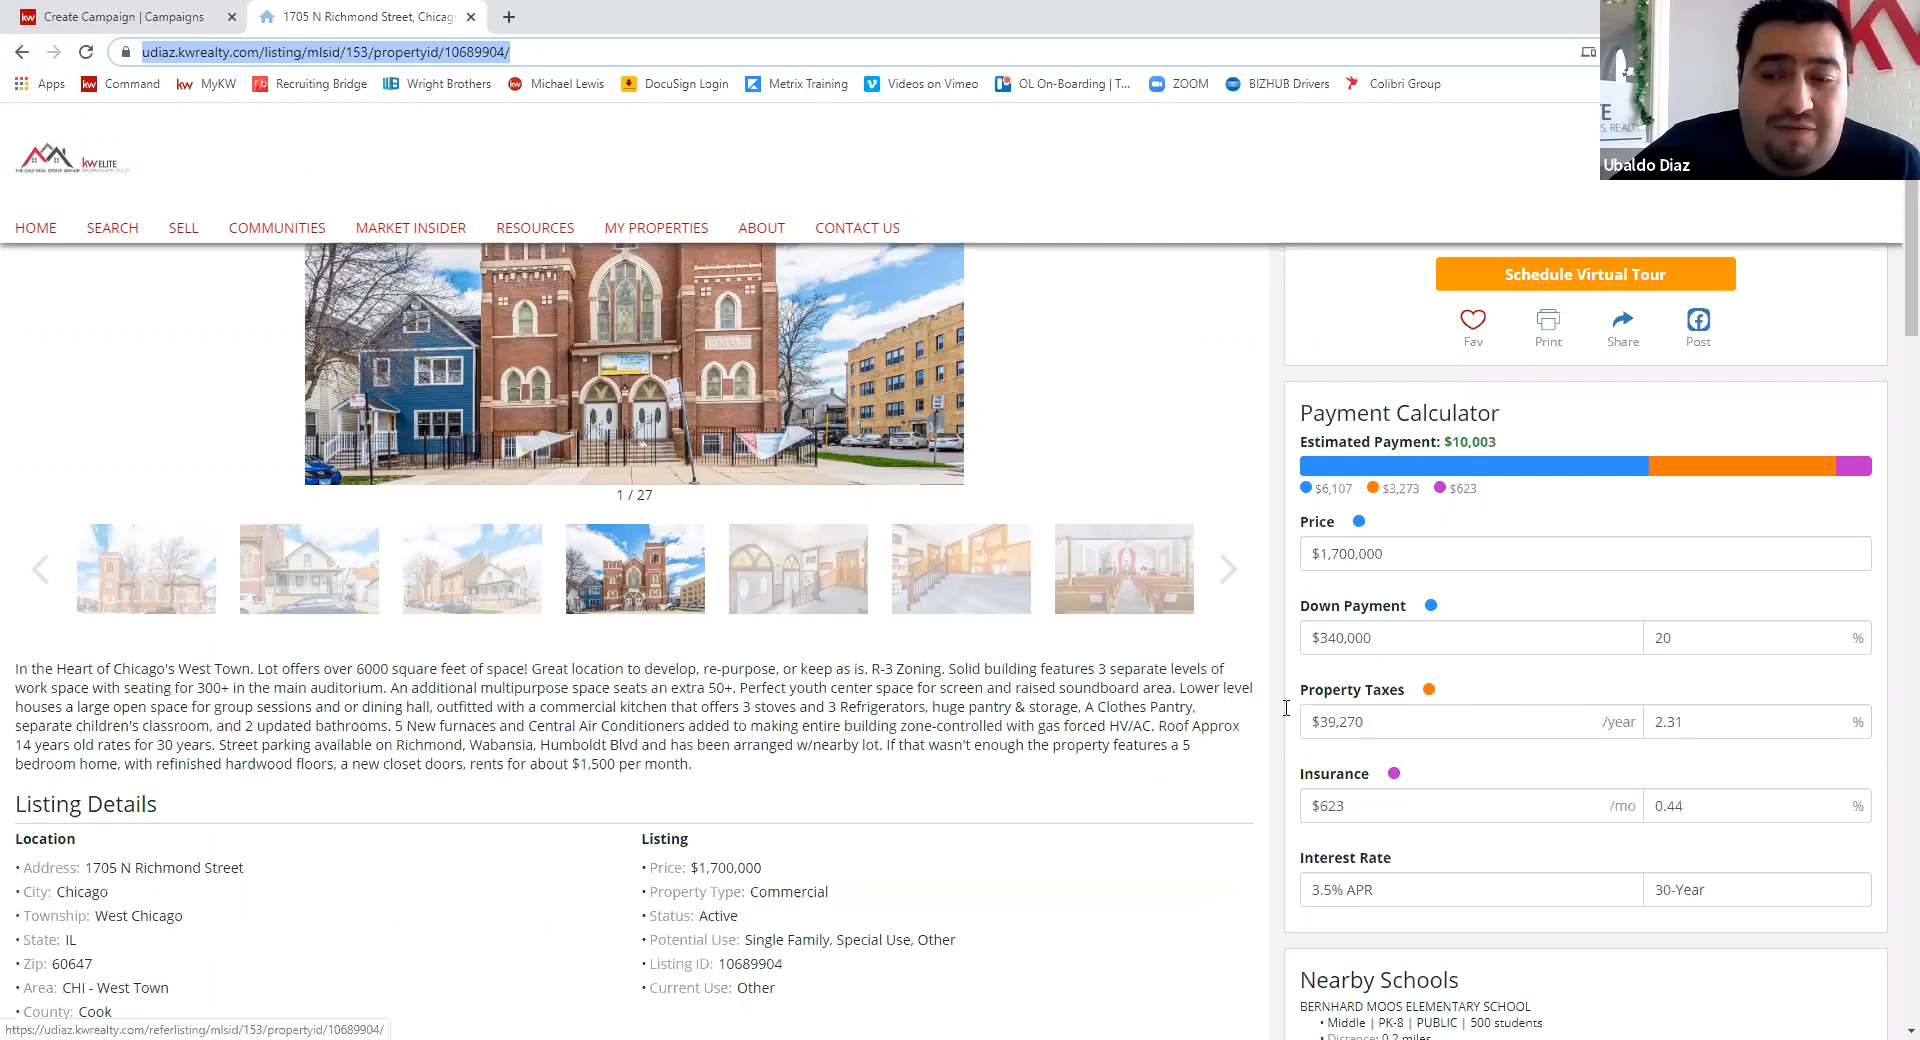 Create Campaign | Campaigns
1705 N Richmond Street, Chicag
udiaz.kwrealty.com/listing/mlsid/153/propertyid/10689904/
Apps Command MyKW Recruiting Bridge Wright Brothers Michael Lewis DocuSign Login Metrix Training Videos on Vimeo OL On-Boarding | T... ZOOM BIZHUB Drivers Colibri Group
Ubaldo Diaz
kw ELITE
HOME SEARCH SELL COMMUNITIES MARKET INSIDER RESOURCES MY PROPERTIES ABOUT CONTACT US
1 / 27
In the Heart of Chicago's West Town. Lot offers over 6000 square feet of space! Great location to develop, re-purpose, or keep as is. R-3 Zoning. Solid building features 3 separate levels of
work space with seating for 300+ in the main auditorium. An additional multipurpose space seats an extra 50+. Perfect youth center space for screen and raised soundboard area. Lower level
houses a large open space for group sessions and or dining hall, outfitted with a commercial kitchen that offers 3 stoves and 3 Refrigerators, huge pantry & storage, A Clothes Pantry,
separate children's classroom, and 2 updated bathrooms. 5 New furnaces and Central Air Conditioners added to making entire building zone-controlled with gas forced HV/AC. Roof Approx
14 years old rates for 30 years. Street parking available on Richmond, Wabansia, Humboldt Blvd and has been arranged w/nearby lot. If that wasn't enough the property features a 5
bedroom home, with refinished hardwood floors, a new closet doors, rents for about $1,500 per month.
Listing Details
Location
• Address: 1705 N Richmond Street
• City: Chicago
• Township: West Chicago
• State: IL
• Zip: 60647
• Area: CHI - West Town
• County: Cook
Listing
• Price: $1,700,000
• Property Type: Commercial
• Status: Active
• Potential Use: Single Family, Special Use, Other
• Listing ID: 10689904
• Current Use: Other
Schedule Virtual Tour
Fav Print Share Post
Payment Calculator
Estimated Payment: $10,003
$6,107 $3,273 $623
Price
$1,700,000
Down Payment
$340,000 20 %
Property Taxes
$39,270 /year 2.31 %
Insurance
$623 /mo 0.44 %
Interest Rate
3.5% APR 30-Year
Nearby Schools
BERNHARD MOOS ELEMENTARY SCHOOL
• Middle | PK-8 | PUBLIC | 500 students
• Distance: 0.2 miles
https://udiaz.kwrealty.com/referlisting/mlsid/153/propertyid/10689904/